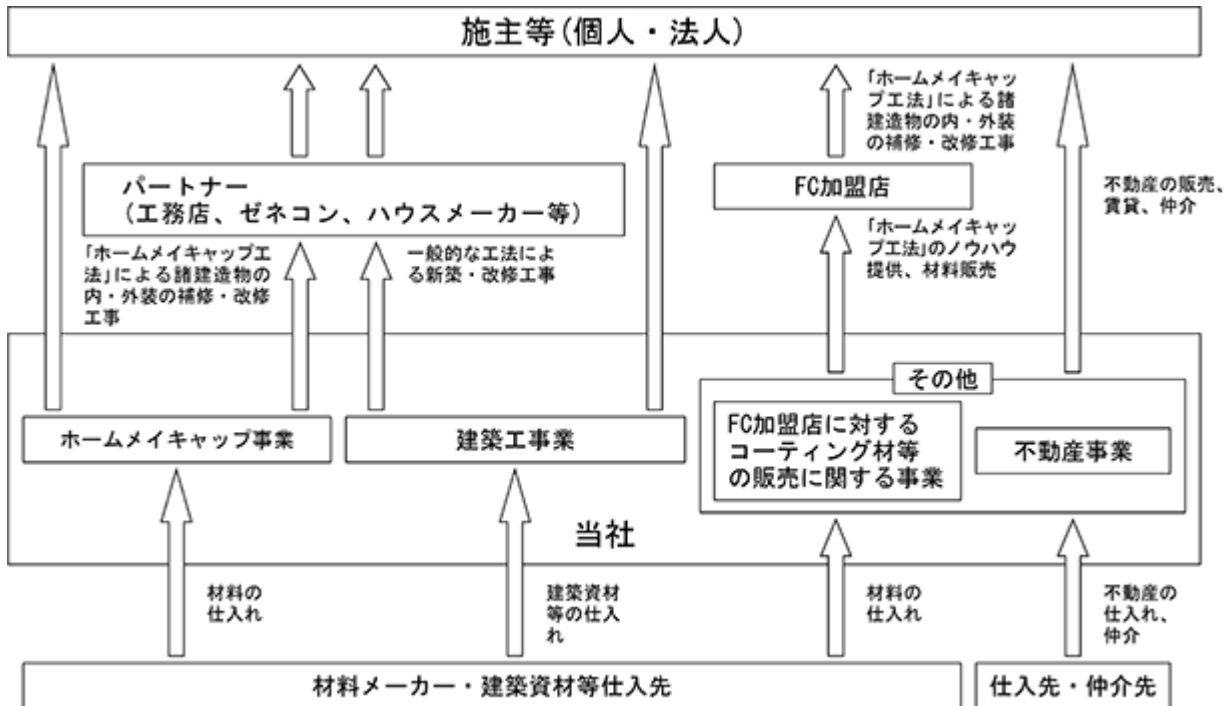 施主等(個人・法人)
「ホームメイキャッ
プ工法」による諸
建造物の内・外装
の補修・改修工事
パートナー
(工務店、ゼネコン、ハウスメーカー等)
FC加盟店
不動産の販売、
賃貸、仲介
「ホームメイキャップ工
法」による諸建造物の
内・外装の補修・改修
工事
一般的な工法によ
る新築・改修工事
「ホームメイキャッ
プ工法」のノウハウ
提供、材料販売
その他
ホームメイキャップ事業
建築工事業
FC加盟店に対する
コーティング材等
の販売に関する事業
不動産事業
当社
材料の
仕入れ
建築資材
等の仕入
れ
材料の
仕入れ
不動産の
仕入れ、
仲介
材料メーカー・建築資材等仕入先
仕入先・仲介先